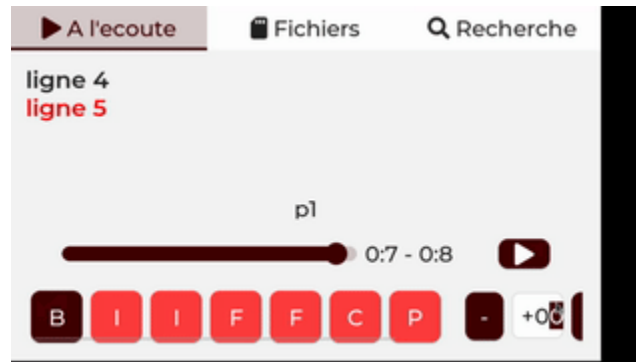 A l'ecoute Fichiers Recherche
ligne 4
ligne 5
p1
0:7 - 0:8
B I I F F C P - +00